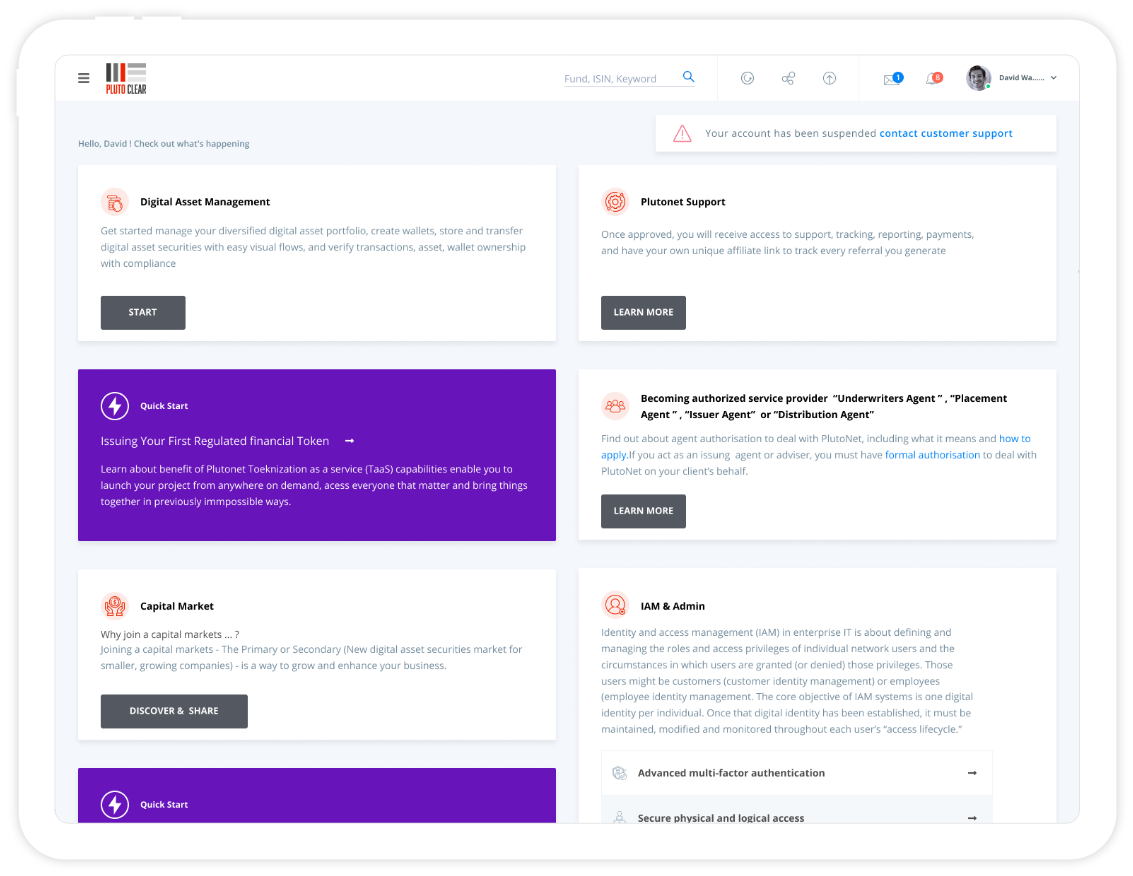 PLUTO CLEAR
Fund, ISIN, Keyword
1
8
David Wa......
Hello, David ! Check out what's happening
Your account has been suspended contact customer support
Digital Asset Management
Get started manage your diversified digital asset portfolio, create wallets, store and transfer
digital asset securities with easy visual flows, and verify transactions, asset, wallet ownership
with compliance
START
Plutonet Support
Once approved, you will receive access to support, tracking, reporting, payments,
and have your own unique affiliate link to track every referral you generate
LEARN MORE
Quick Start
Issuing Your First Regulated financial Token
Learn about benefit of Plutonet Toeknization as a service (TaaS) capabilities enable you to
launch your project from anywhere on demand, acess everyone that matter and bring things
together in previously immpossible ways.
Becoming authorized service provider “Underwriters Agent ” , “Placement
Agent ” , “Issuer Agent” or ”Distribution Agent”
Find out about agent authorisation to deal with PlutoNet, including what it means and how to
apply.If you act as an issung agent or adviser, you must have formal authorisation to deal with
PlutoNet on your client’s behalf.
LEARN MORE
Capital Market
Why join a capital markets ... ?
Joining a capital markets - The Primary or Secondary (New digital asset securities market for
smaller, growing companies) - is a way to grow and enhance your business.
DISCOVER & SHARE
IAM & Admin
Identity and access management (IAM) in enterprise IT is about defining and
managing the roles and access privileges of individual network users and the
circumstances in which users are granted (or denied) those privileges. Those
users might be customers (customer identity management) or employees
(employee identity management. The core objective of IAM systems is one digital
identity per individual. Once that digital identity has been established, it must be
maintained, modified and monitored throughout each user’s “access lifecycle.”
Advanced multi-factor authentication
Secure physical and logical access
Quick Start